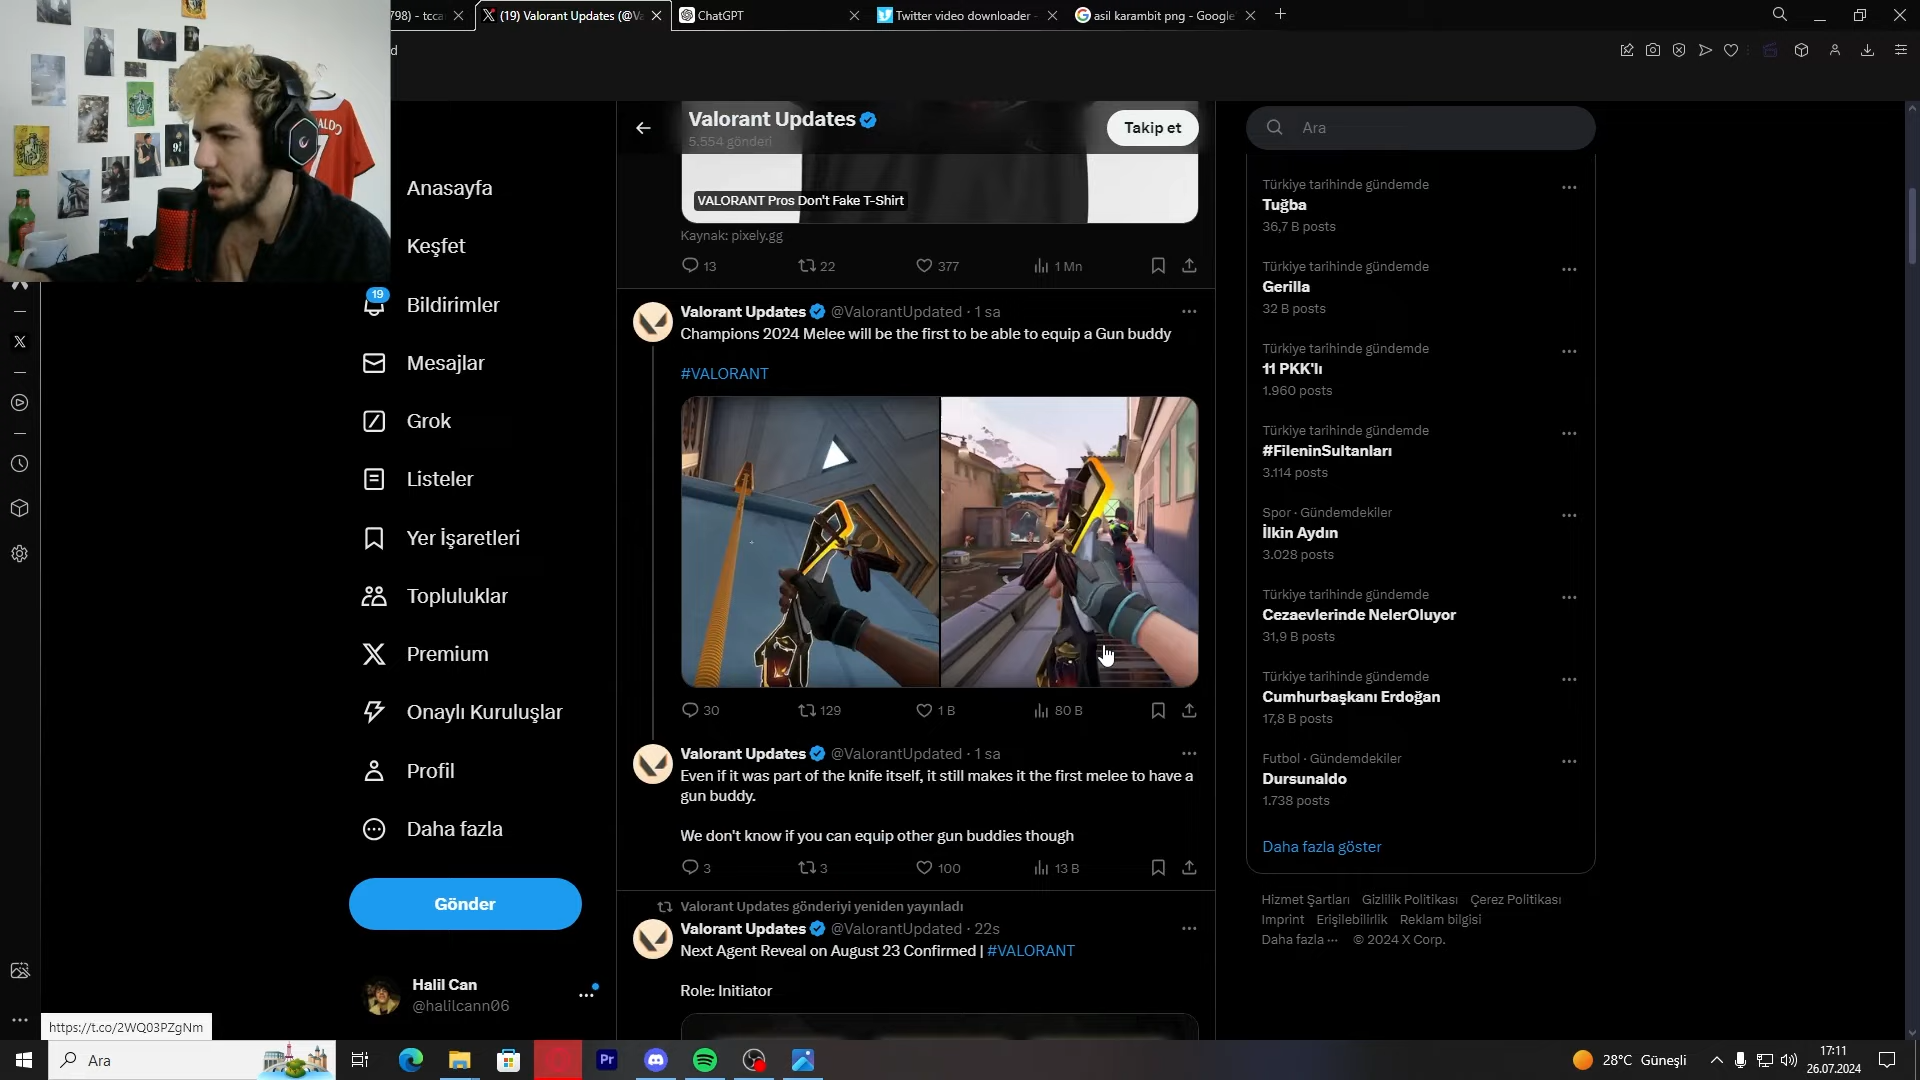 798) - tcca
(19) Valorant Updates (@Va
ChatGPT
Twitter video downloader -
asil karambit png - Google'
d
NALDO
7
Valorant Updates
5.554 gönderi
Takip et
Ara
VALORANT Pros Don't Fake T-Shirt
Kaynak: pixely.gg
13
22
377
1 Mn
Anasayfa
Keşfet
19
Bildirimler
Mesajlar
Grok
Listeler
Yer İşaretleri
Topluluklar
Premium
Onaylı Kuruluşlar
Profil
Daha fazla
Gönder
Halil Can
@halilcann06
Valorant Updates @ValorantUpdated · 1 sa
Champions 2024 Melee will be the first to be able to equip a Gun buddy
#VALORANT
30
129
1 B
80 B
Valorant Updates @ValorantUpdated · 1 sa
Even if it was part of the knife itself, it still makes it the first melee to have a
gun buddy.
We don't know if you can equip other gun buddies though
3
3
100
13 B
Valorant Updates gönderiyi yeniden yayınladı
Valorant Updates @ValorantUpdated · 22s
Next Agent Reveal on August 23 Confirmed | #VALORANT
Role: Initiator
Türkiye tarihinde gündemde
Tuğba
36,7 B posts
Türkiye tarihinde gündemde
Gerilla
32 B posts
Türkiye tarihinde gündemde
11 PKK'lı
1.960 posts
Türkiye tarihinde gündemde
#FileninSultanları
3.114 posts
Spor · Gündemdekiler
İlkin Aydın
3.028 posts
Türkiye tarihinde gündemde
Cezaevlerinde NelerOluyor
31,9 B posts
Türkiye tarihinde gündemde
Cumhurbaşkanı Erdoğan
17,8 B posts
Futbol · Gündemdekiler
Dursunaldo
1.738 posts
Daha fazla göster
Hizmet Şartları Gizlilik Politikası Çerez Politikası
Imprint Erişilebilirlik Reklam bilgisi
Daha fazla ··· © 2024 X Corp.
https://t.co/2WQ03PZgNm
Ara
Pr
28°C Güneşli
17:11
26.07.2024